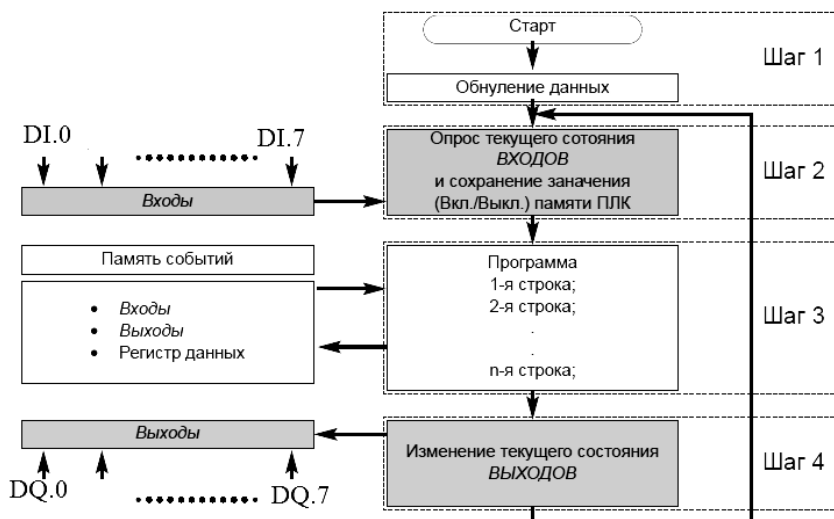 Старт
Шаг 1
Обнуление данных
DI.0
DI.7
Опрос текущего сотояния
ВХОДОВ
и сохранение заначения
(Вкл./Выкл.) памяти ПЛК
Шаг 2
Входы
Память событий
• Входы
• Выходы
• Регистр данных
Программа
1-я строка;
2-я строка;
.
.
n-я строка;
Шаг 3
Выходы
DQ.0
DQ.7
Изменение текущего состояния
ВЫХОДОВ
Шаг 4